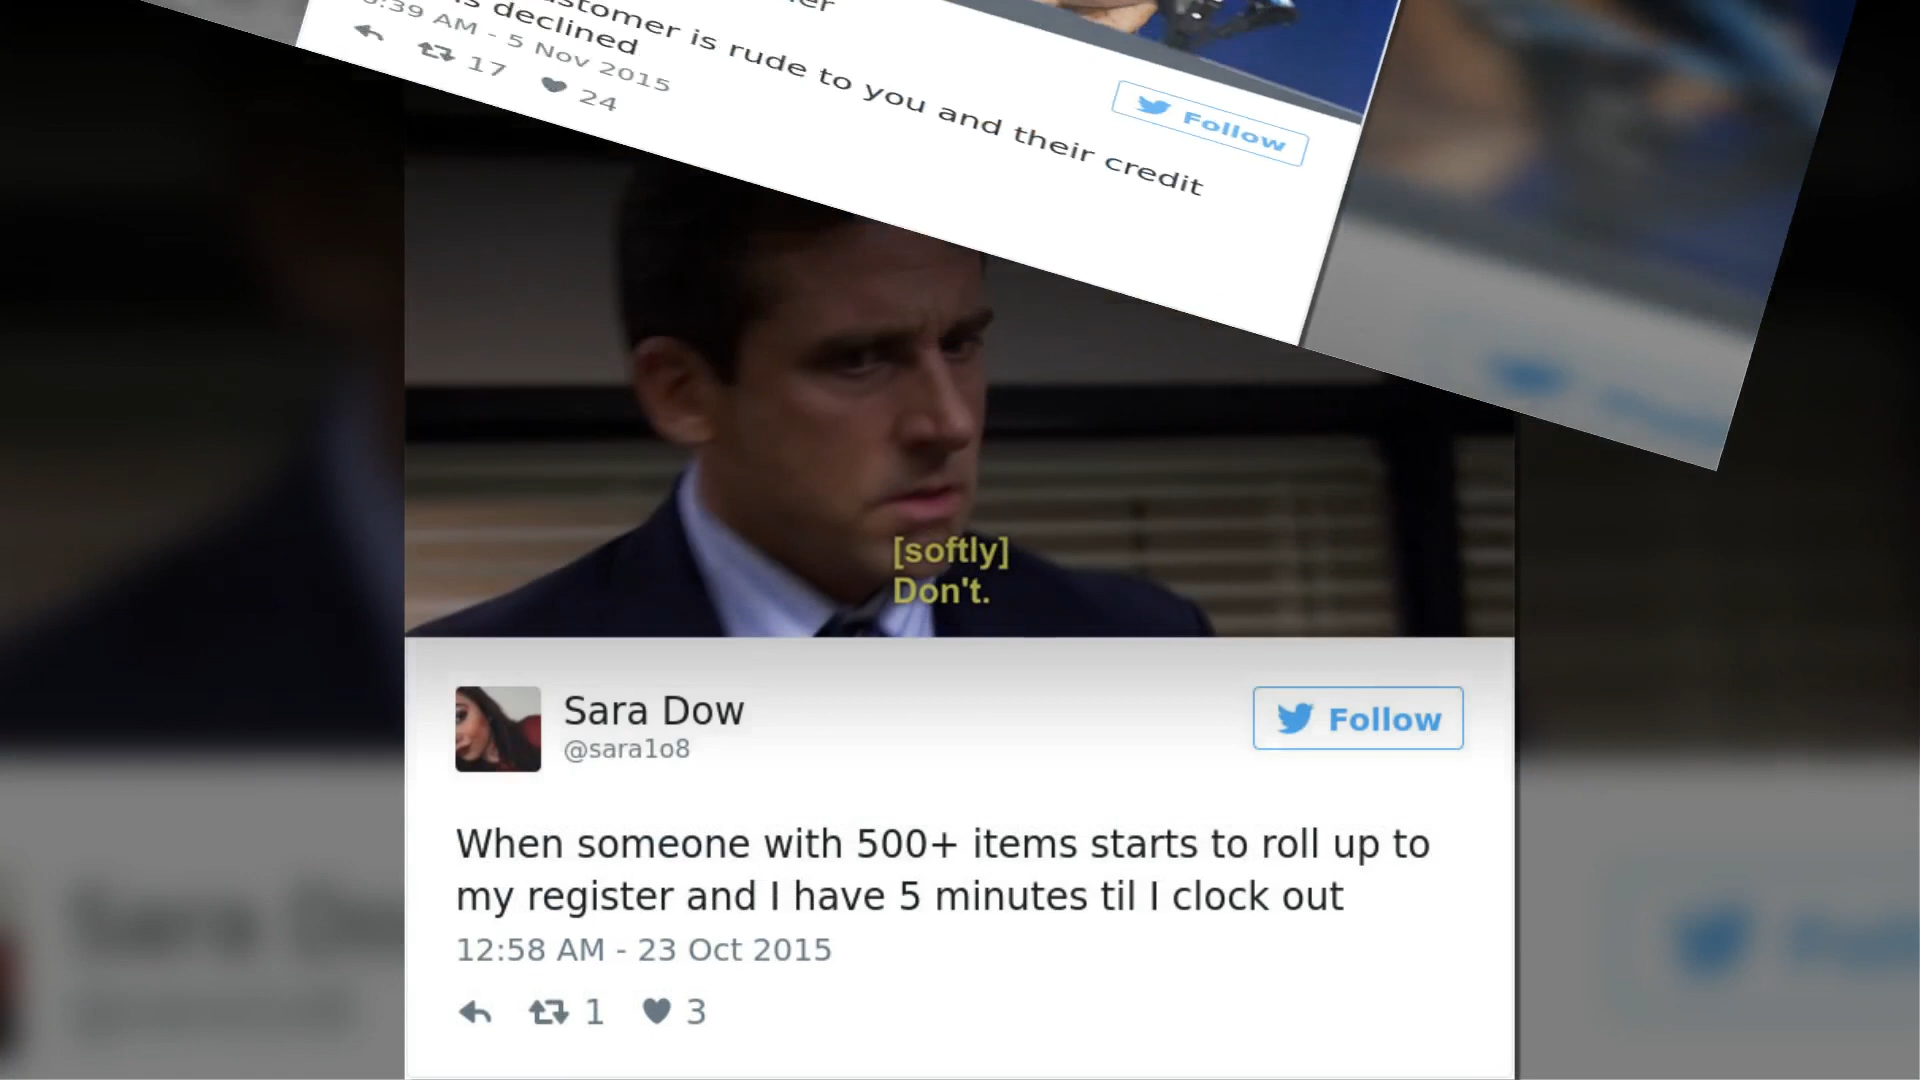 stomer is rude to you and their credit
declined
39 AM - 5 Nov 2015
17 24
Follow
[softly]
Don't.
Sara Dow
@sara1o8
Follow
When someone with 500+ items starts to roll up to
my register and I have 5 minutes til I clock out
12:58 AM - 23 Oct 2015
1 3